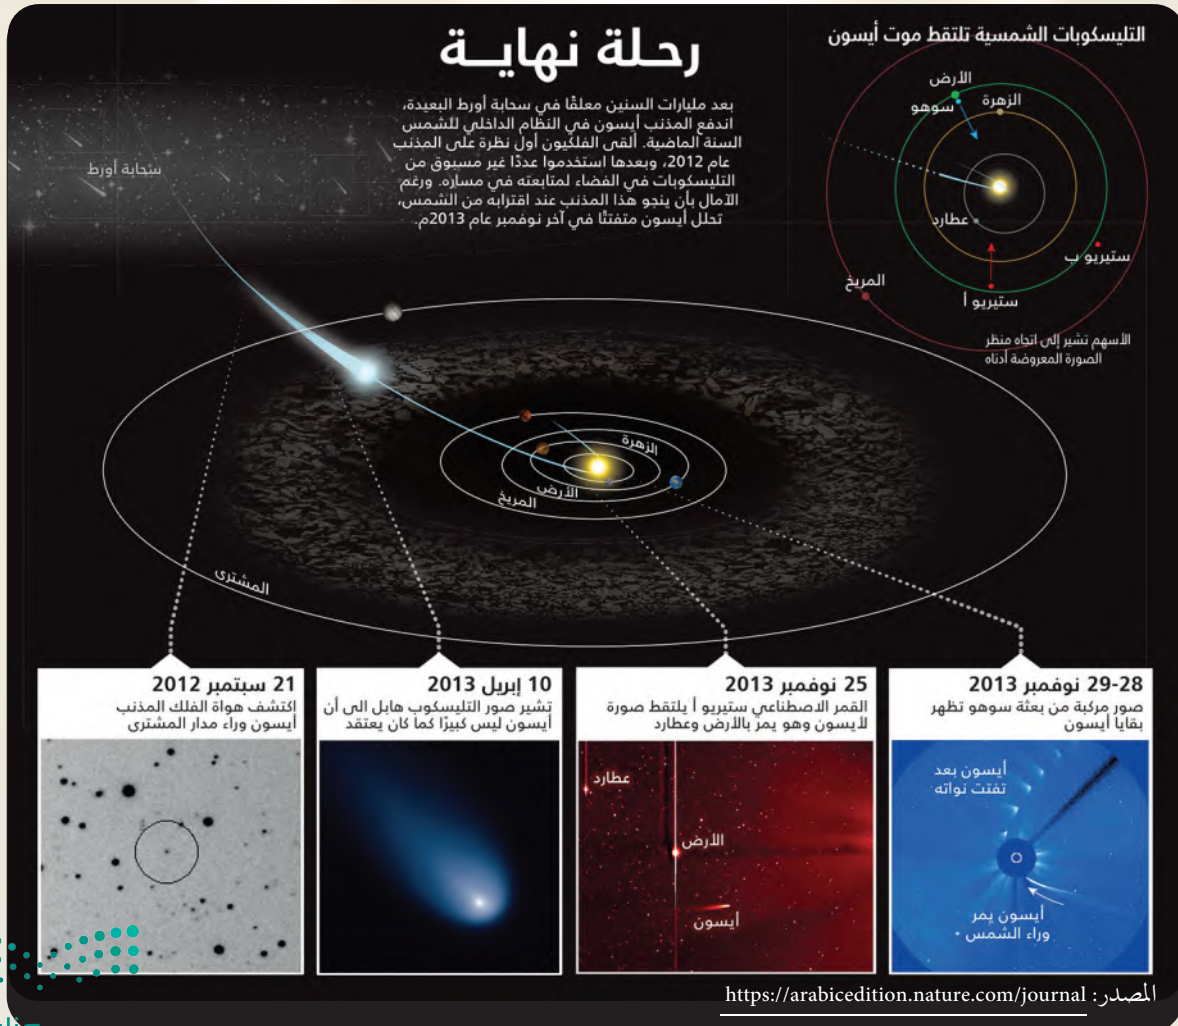 رحلة نهاية
بعد مليارات السنين معلقًا في سحابة أورط البعيدة،
اندفع المذنب أيسون في النظام الداخلي للشمس
السنة الماضية. ألقى الفلكيون أول نظرة على المذنب
عام 2012، وبعدها استخدموا عددًا غير مسبوق من
التليسكوبات في الفضاء لمتابعته في مساره. ورغم
الآمال بأن ينجو هذا المذنب عند اقترابه من الشمس،
تحلل أيسون متفتتًا في آخر نوفمبر عام 2013م.
التليسكوبات الشمسية تلتقط موت أيسون
الأرض
سوهو
الزهرة
عطارد
ستيريو ب
ستيريو أ
المريخ
الأسهم تشير إلى اتجاه منظر
الصورة المعروضة أدناه
سحابة أورط
الزهرة
الأرض
المريخ
المشترى
21 سبتمبر 2012
إكتشف هواة الفلك المذنب
أيسون وراء مدار المشترى
10 إبريل 2013
تشير صور التليسكوب هابل الى أن
أيسون ليس كبيرًا كما كان يعتقد
25 نوفمبر 2013
القمر الاصطناعي ستيريو أ يلتقط صورة
لأيسون وهو يمر بالأرض وعطارد
عطارد
الأرض
أيسون
28-29 نوفمبر 2013
صور مركبة من بعثة سوهو تظهر
بقايا أيسون
أيسون بعد
تفتت نواته
أيسون يمر
وراء الشمس
المصدر: https://arabicedition.nature.com/journal